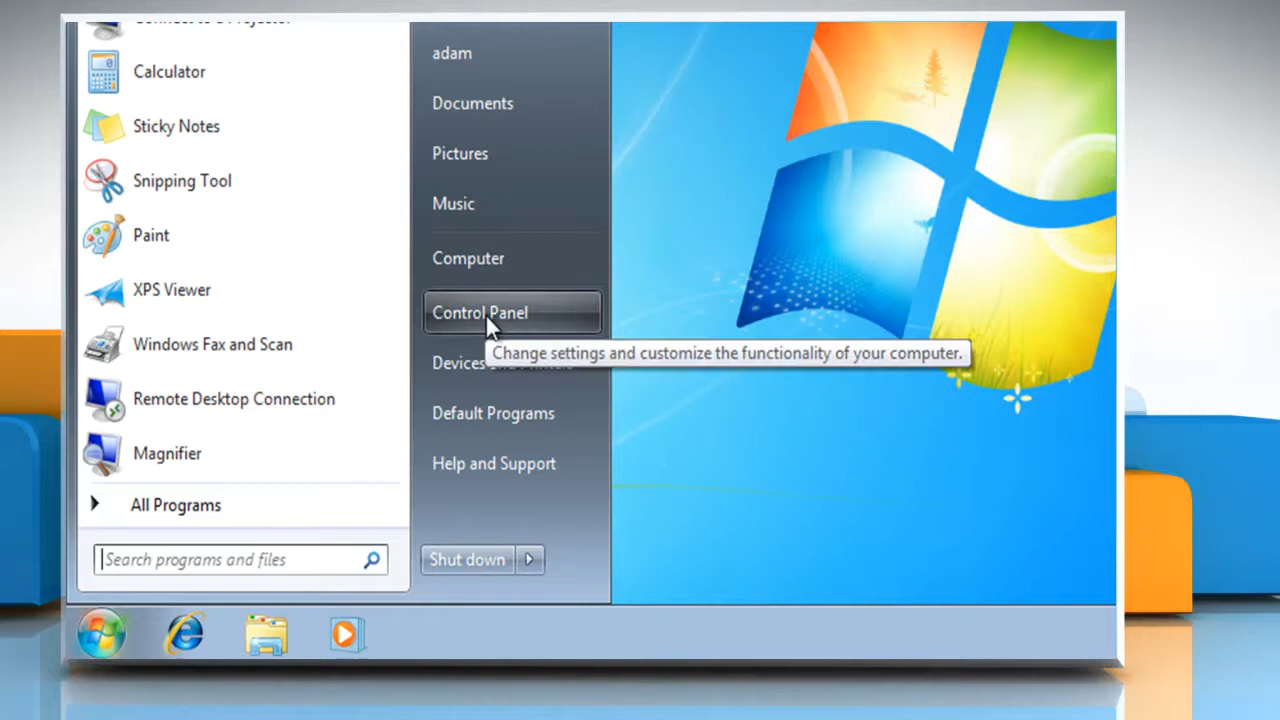 Calculator
Sticky Notes
Snipping Tool
Paint
XPS Viewer
Windows Fax and Scan
Remote Desktop Connection
Magnifier
All Programs
Search programs and files
adam
Documents
Pictures
Music
Computer
Control Panel
Change settings and customize the functionality of your computer.
Devices
Default Programs
Help and Support
Shut down